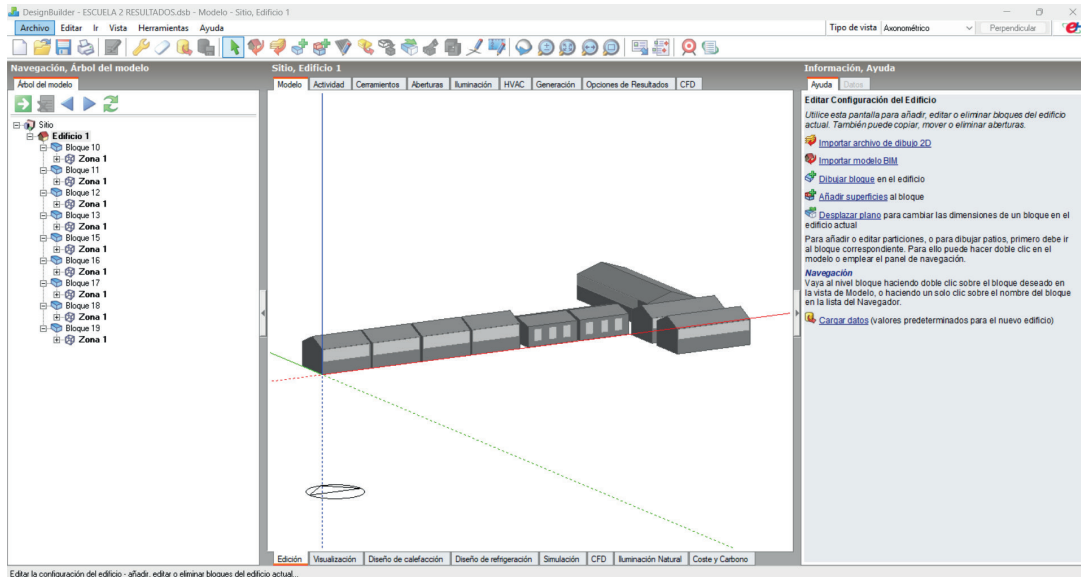 DesignBuilder - ESCUELA 2 RESULTADOS.dsb - Modelo - Sitio, Edificio 1
Archivo Editar Ir Vista Herramientas Ayuda
Tipo de vista Axonométrico Perpendicular
Navegación, Árbol del modelo
Árbol del modelo
Sitio
Edificio 1
Bloque 10
Zona 1
Bloque 11
Zona 1
Bloque 12
Zona 1
Bloque 13
Zona 1
Bloque 15
Zona 1
Bloque 16
Zona 1
Bloque 17
Zona 1
Bloque 18
Zona 1
Bloque 19
Zona 1
Sitio, Edificio 1
Modelo Actividad Cerramientos Aberturas Iluminación HVAC Generación Opciones de Resultados CFD
Edición Visualización Diseño de calefacción Diseño de refrigeración Simulación CFD Iluminación Natural Coste y Carbono
Información, Ayuda
Ayuda Datos
Editar Configuración del Edificio
Utilice esta pantalla para añadir, editar o eliminar bloques del edificio
actual. También puede copiar, mover o eliminar aberturas.
Importar archivo de dibujo 2D
Importar modelo BIM
Dibujar bloque en el edificio
Añadir superficies al bloque
Desplazar plano para cambiar las dimensiones de un bloque en el
edificio actual
Para añadir o editar particiones, o para dibujar patios, primero debe ir
al bloque correspondiente. Para ello puede hacer doble clic en el
modelo o emplear el panel de navegación.
Navegación
Vaya al nivel bloque haciendo doble clic sobre el bloque deseado en
la vista de Modelo, o haciendo un solo clic sobre el nombre del bloque
en la lista del Navegador.
Cargar datos (valores predeterminados para el nuevo edificio)
Editar la configuración del edificio - añadir, editar o eliminar bloques del edificio actual...